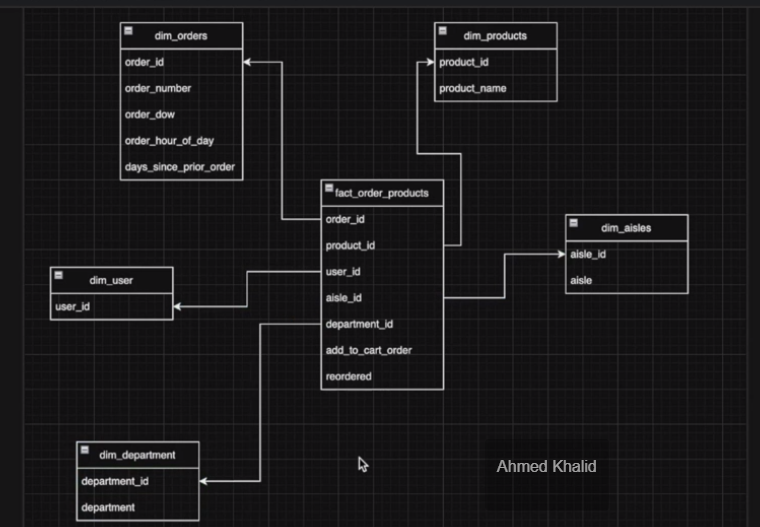 dim_orders
order_id
order_number
order_dow
order_hour_of_day
days_since_prior_order
dim_products
product_id
product_name
fact_order_products
order_id
product_id
user_id
aisle_id
department_id
add_to_cart_order
reordered
dim_aisles
aisle_id
aisle
dim_user
user_id
dim_department
department_id
department
Ahmed Khalid